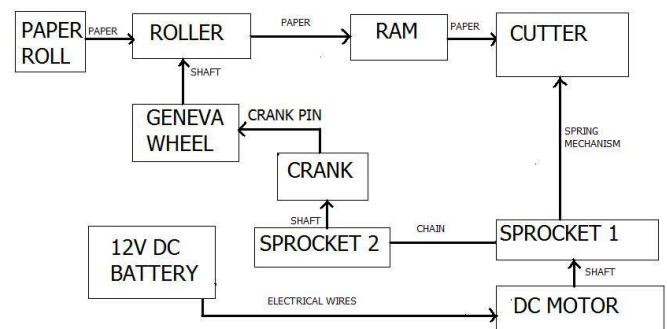 PAPER
ROLL
PAPER
ROLLER
PAPER
RAM
PAPER
CUTTER
SHAFT
GENEVA
WHEEL
CRANK PIN
CRANK
SPRING
MECHANISM
SHAFT
SPROCKET 2
CHAIN
SPROCKET 1
12V DC
BATTERY
SHAFT
ELECTRICAL WIRES
DC MOTOR